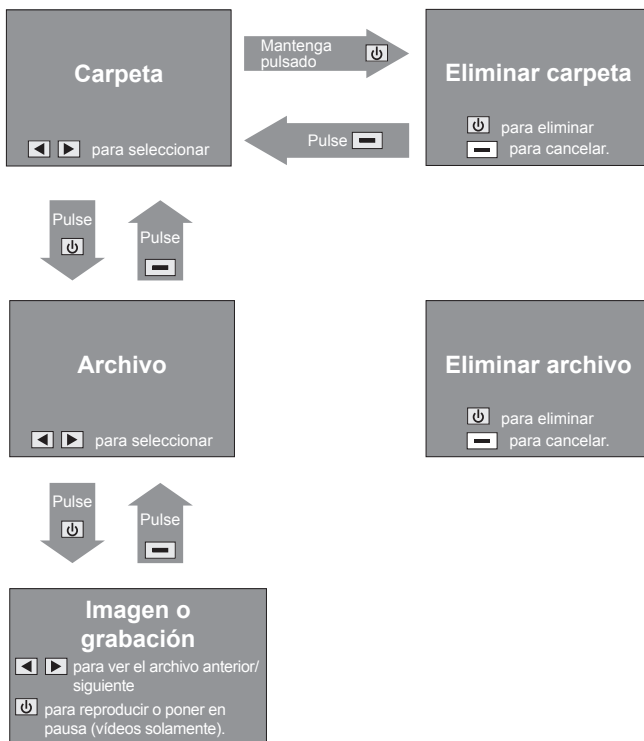 Carpeta
para seleccionar
Mantenga
pulsado
Pulse
Eliminar carpeta
para eliminar
para cancelar.
Pulse
Pulse
Archivo
para seleccionar
Eliminar archivo
para eliminar
para cancelar.
Pulse
Pulse
Imagen o
grabación
para ver el archivo anterior/
siguiente
para reproducir o poner en
pausa (vídeos solamente).